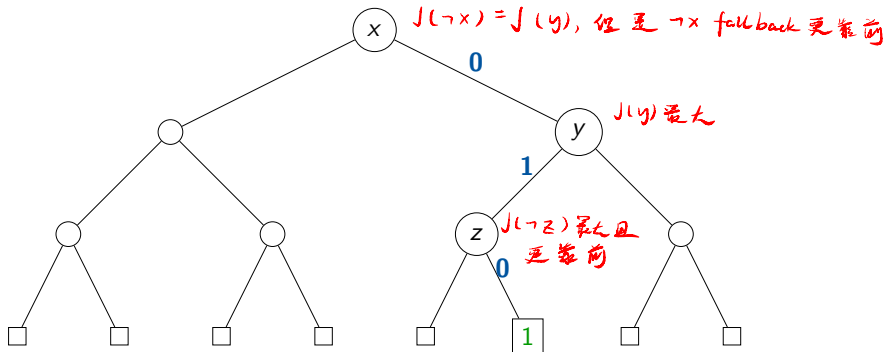 x
J(¬x) = J(y), 但是 ¬x fallback 更靠前
0
y
J(y) 最大
1
z
J(¬z) 最大且
更靠前
0
1